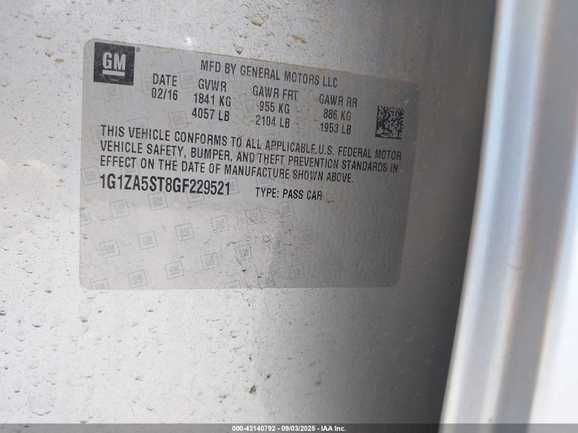 GM
MFD BY GENERAL MOTORS LLC
DATE GVWR GAWR FRT GAWR RR
02/16 1841 KG 955 KG 886 KG
4057 LB 2104 LB 1953 LB
THIS VEHICLE CONFORMS TO ALL APPLICABLE U.S. FEDERAL MOTOR
VEHICLE SAFETY, BUMPER, AND THEFT PREVENTION STANDARDS IN
EFFECT ON THE DATE OF MANUFACTURE SHOWN ABOVE.
1G1ZA5ST8GF229521 TYPE: PASS CAR
000-43140792 - 09/03/2025 - IAA Inc.